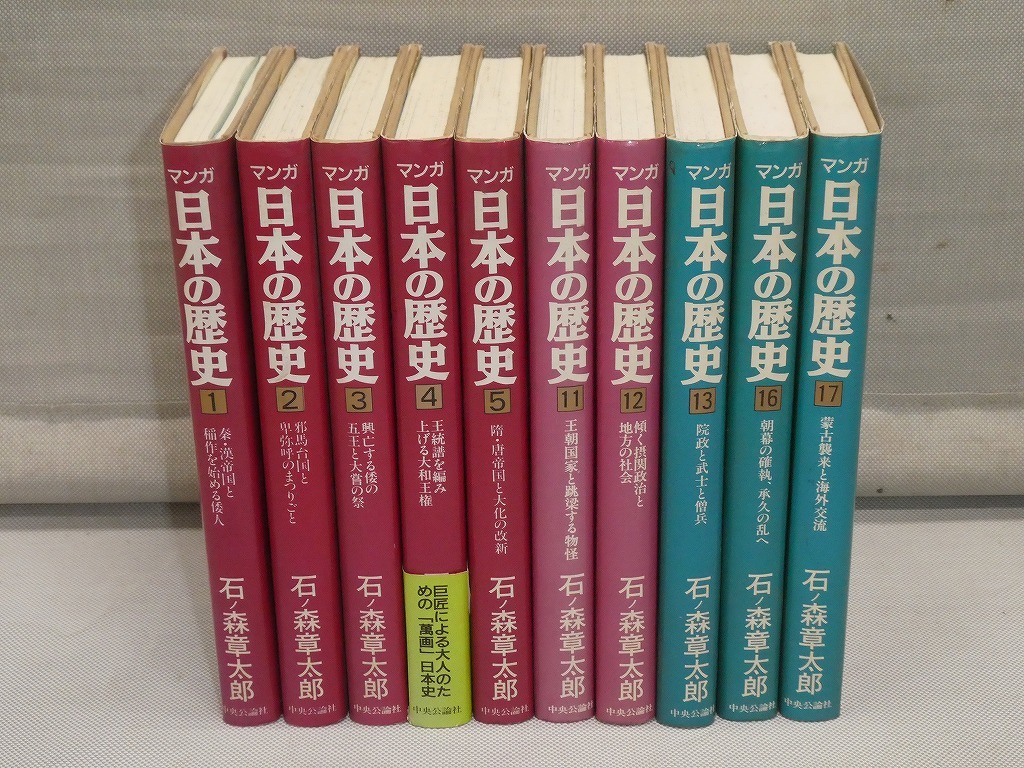 マンガ
日本の歴史
1
秦・漢帝国と
稲作を始める倭人
石ノ森章太郎
中央公論社
マンガ
日本の歴史
2
邪馬台国と
卑弥呼のまつりごと
石ノ森章太郎
中央公論社
マンガ
日本の歴史
3
興亡する倭の
五王と大嘗の祭
石ノ森章太郎
中央公論社
マンガ
日本の歴史
4
王統譜を編み
上げる大和王権
巨匠による大人のた
めの「萬画」日本史
マンガ
日本の歴史
5
隋・唐帝国と大化の改新
石ノ森章太郎
中央公論社
マンガ
日本の歴史
11
王朝国家と跳梁する物怪
石ノ森章太郎
中央公論社
マンガ
日本の歴史
12
傾く摂関政治と
地方の社会
石ノ森章太郎
中央公論社
マンガ
日本の歴史
13
院政と武士と僧兵
石ノ森章太郎
中央公論社
マンガ
日本の歴史
16
朝幕の確執、承久の乱へ
石ノ森章太郎
中央公論社
マンガ
日本の歴史
17
蒙古襲来と海外交流
石ノ森章太郎
中央公論社